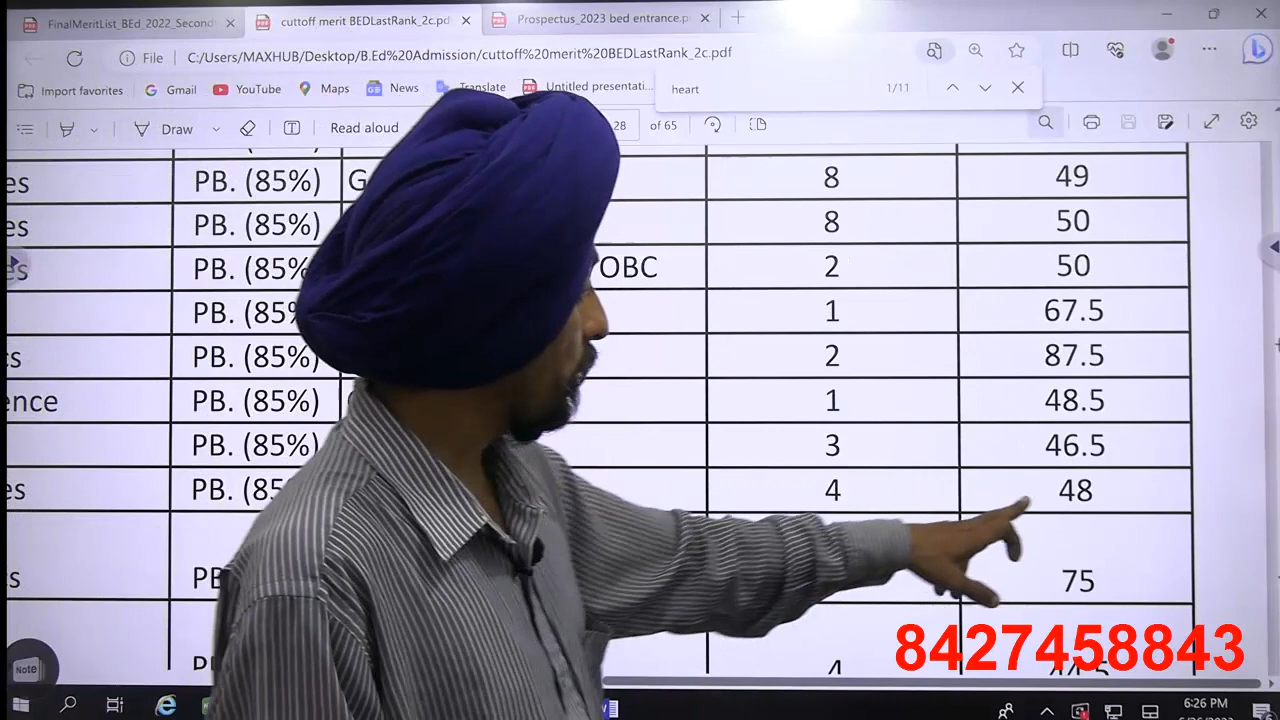 FinalMeritList_BEd_2022_Second
cuttoff merit BEDLastRank_2c.pd
Prospectus_2023 bed entrance.p
File C:/Users/MAXHUB/Desktop/B.Ed%20Admission/cuttoff%20merit%20BEDLastRank_2c.pdf
Import favorites Gmail YouTube Maps News Translate Untitled presentati...
heart 1/11
Draw Read aloud 28 of 65
es PB. (85%) G 8 49
es PB. (85%) 8 50
es PB. (85% OBC 2 50
PB. (85%) 1 67.5
cs PB. (85%) 2 87.5
ence PB. (85%) 1 48.5
PB. (85%) 3 46.5
es PB. (85 4 48
s PB 75
8427458843
Note
6:26 PM